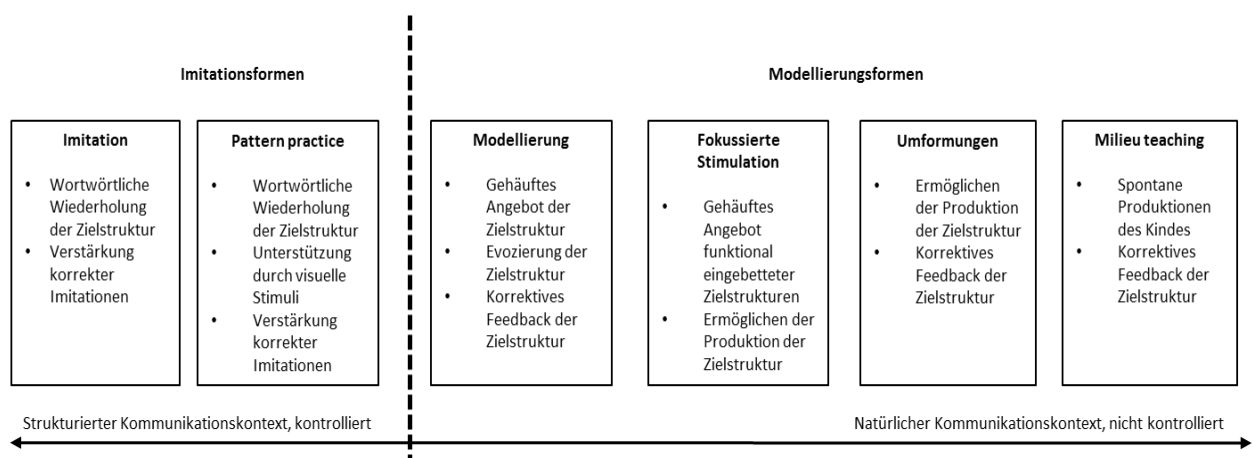 Imitationsformen
Modellierungsformen
Imitation
• Wortwörtliche
Wiederholung
der Zielstruktur
• Verstärkung
korrekter
Imitationen
Pattern practice
• Wortwörtliche
Wiederholung
der Zielstruktur
• Unterstützung
durch visuelle
Stimuli
• Verstärkung
korrekter
Imitationen
Modellierung
• Gehäuftes
Angebot der
Zielstruktur
• Evozierung der
Zielstruktur
• Korrektives
Feedback der
Zielstruktur
Fokussierte
Stimulation
• Gehäuftes
Angebot
funktional
eingebetteter
Zielstrukturen
• Ermöglichen der
Produktion der
Zielstruktur
Umformungen
• Ermöglichen
der Produktion
der Zielstruktur
• Korrektives
Feedback der
Zielstruktur
Milieu teaching
• Spontane
Produktionen
des Kindes
• Korrektives
Feedback der
Zielstruktur
Strukturierter Kommunikationskontext, kontrolliert
Natürlicher Kommunikationskontext, nicht kontrolliert